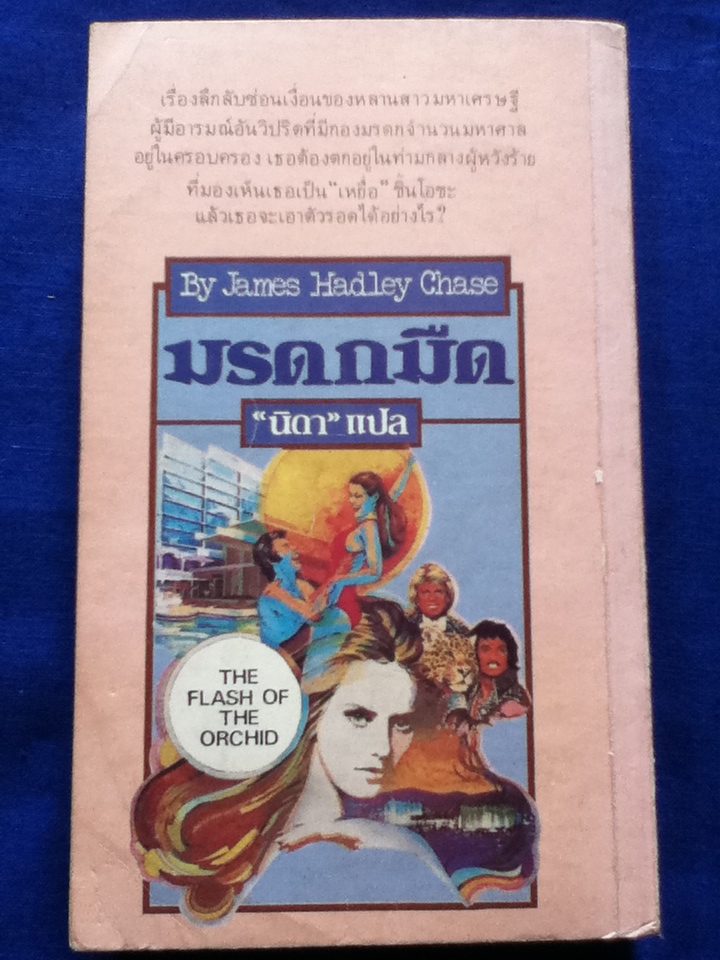 เรื่องลึกลับซ่อนเงื่อนของหลานสาวมหาเศรษฐี
ผู้มีอารมณ์อันวิปริตที่มีกองมรดกจำนวนมหาศาล
อยู่ในครอบครอง เธอต้องตกอยู่ในท่ามกลางผู้หวังร้าย
ที่มองเห็นเธอเป็น “เหยื่อ” ชิ้นโอชะ
แล้วเธอจะเอาตัวรอดได้อย่างไร?
By James Hadley Chase
มรดกมืด
“นิดา” แปล
THE
FLASH OF
THE
ORCHID